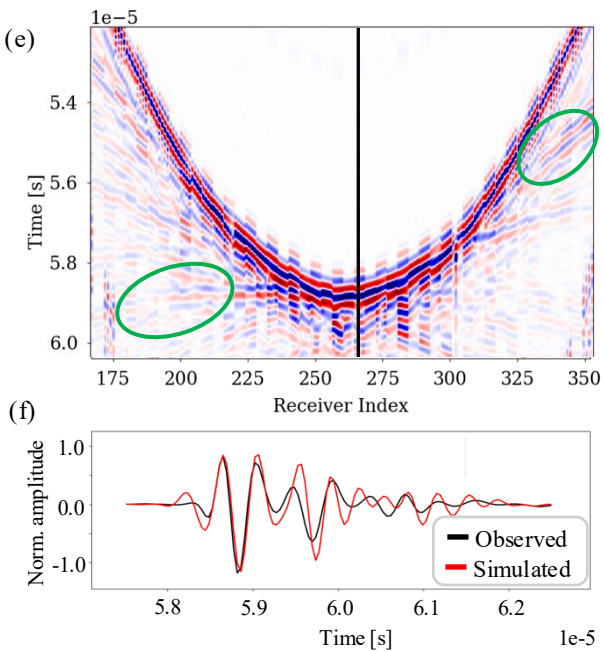 1e−5
(e)
5.4
5.6
5.8
6.0
Time [s]
175 200 225 250 275 300 325 350
Receiver Index
(f)
1.0
0.0
-1.0
Norm. amplitude
Observed
Simulated
5.8 5.9 6.0 6.1 6.2
Time [s]
1e-5